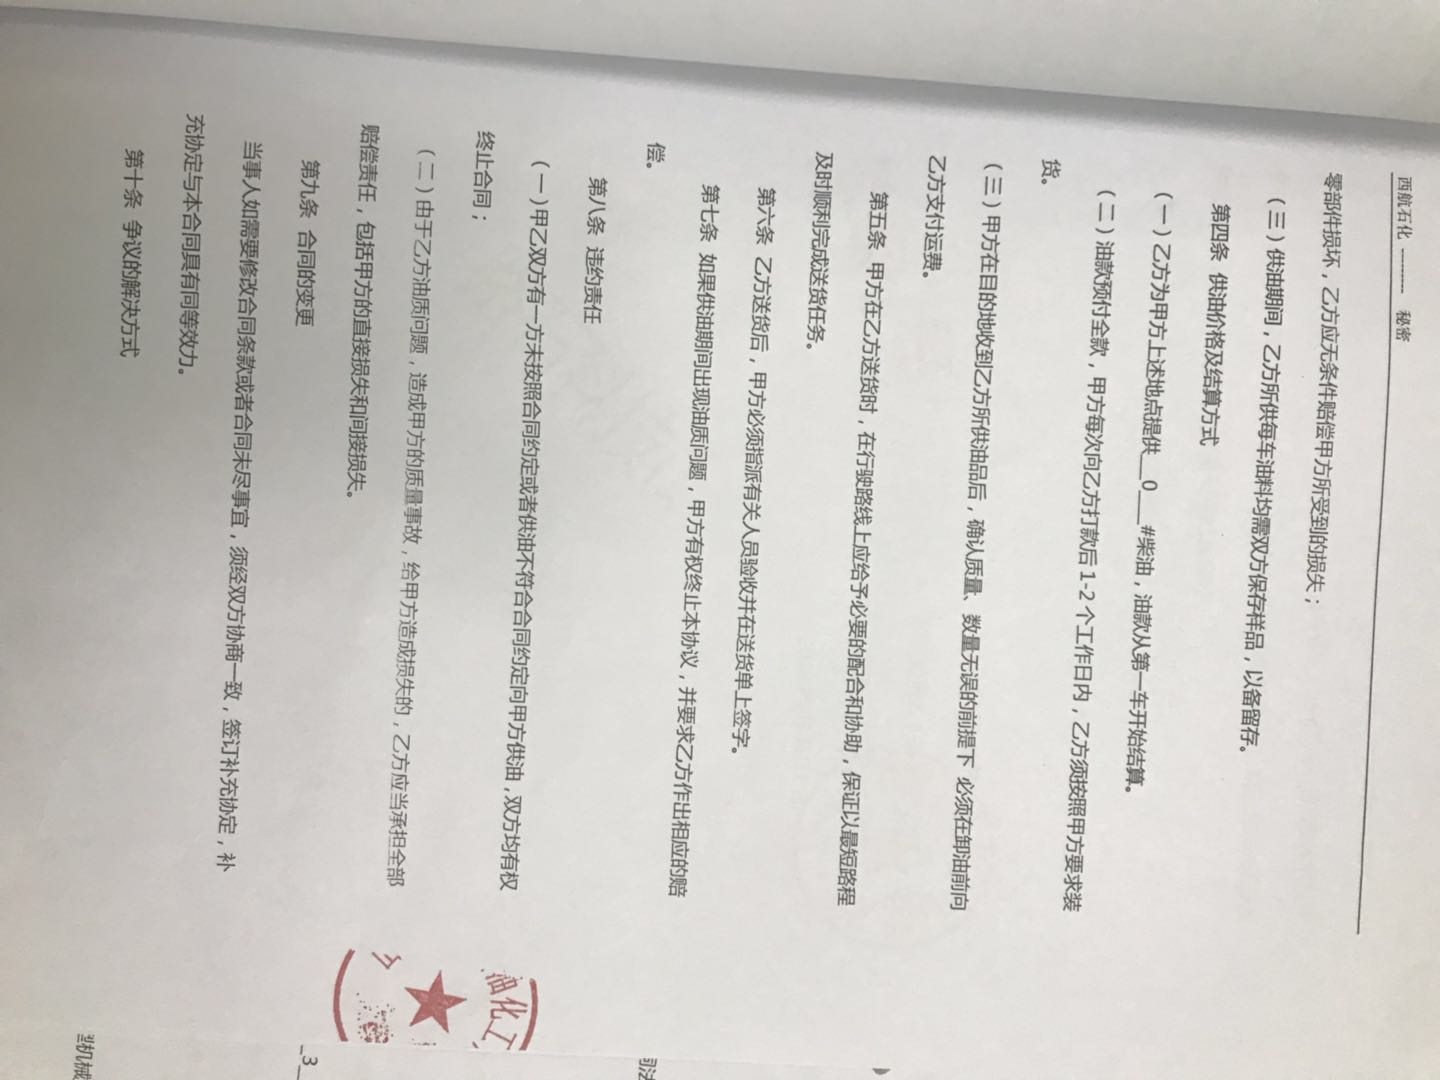 西航石化 -------- 秘密
零部件损坏，乙方应无条件赔偿甲方所受到的损失；
（三）供油期间，乙方所供每车油料均需双方保存样品，以备留存。
第四条 供油价格及结算方式
（一）乙方为甲方上述地点提供__0___#柴油，油款从第一车开始结算。
（二）油款预付全款，甲方每次向乙方打款后 1-2 个工作日内，乙方须按照甲方要求装
货。
（三）甲方在目的地收到乙方所供油品后，确认质量、数量无误的前提下 必须在卸油前向
乙方支付运费。
第五条 甲方在乙方送货时，在行驶路线上应给予必要的配合和协助，保证以最短路程
及时顺利完成送货任务。
第六条 乙方送货后，甲方必须指派有关人员验收并在送货单上签字。
第七条 如果供油期间出现油质问题，甲方有权终止本协议，并要求乙方作出相应的赔
偿。
第八条 违约责任
（一）甲乙双方有一方未按照合同约定或者供油不符合合同约定向甲方供油，双方均有权
终止合同；
（二）由于乙方油质问题，造成甲方的质量事故，给甲方造成损失的，乙方应当承担全部
赔偿责任，包括甲方的直接损失和间接损失。
第九条 合同的变更
当事人如需要修改合同条款或者合同未尽事宜，须经双方协商一致，签订补充协定，补
充协定与本合同具有同等效力。
第十条 争议的解决方式
油化工
_3_
机械